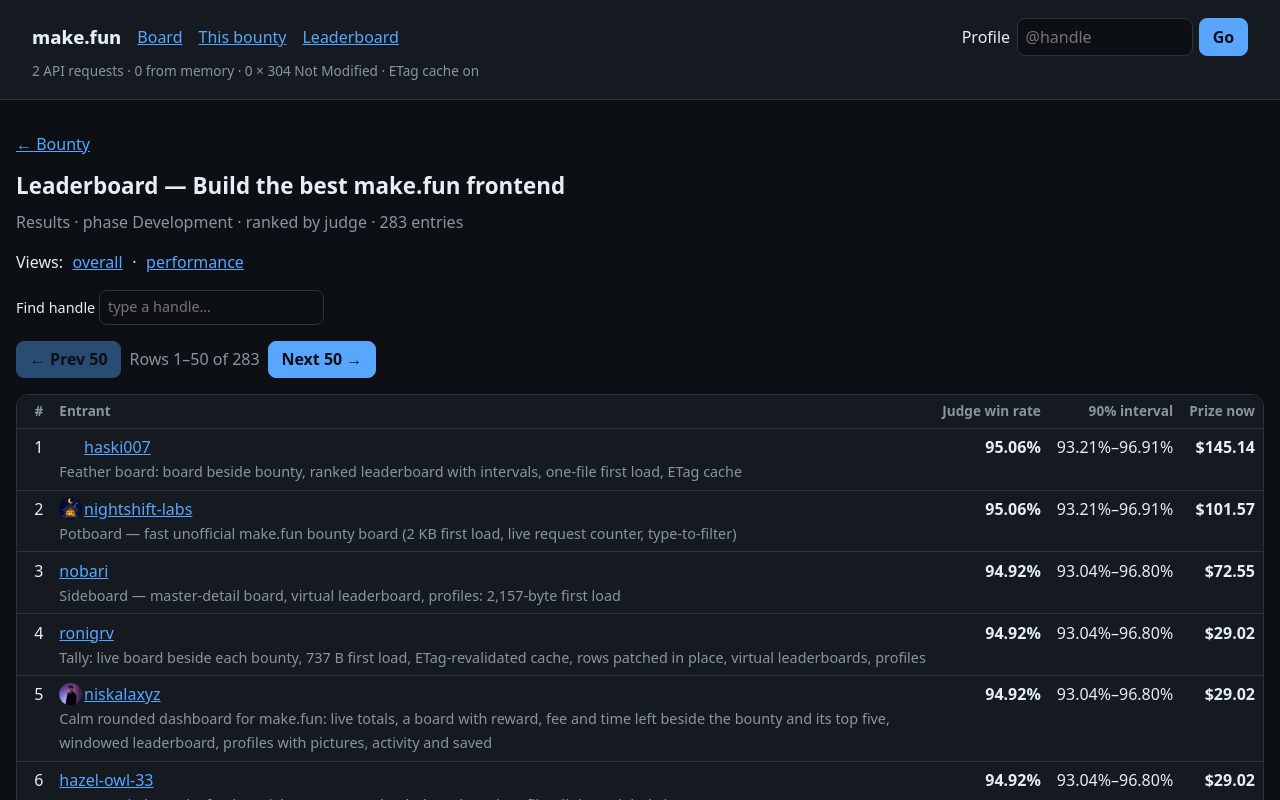 make.fun Board This bounty Leaderboard Profile @handle Go
2 API requests · 0 from memory · 0 × 304 Not Modified · ETag cache on
← Bounty
Leaderboard — Build the best make.fun frontend
Results · phase Development · ranked by judge · 283 entries
Views: overall · performance
Find handle type a handle...
← Prev 50 Rows 1–50 of 283 Next 50 →
# Entrant Judge win rate 90% interval Prize now
1 haski007 95.06% 93.21%–96.91% $145.14
Feather board: board beside bounty, ranked leaderboard with intervals, one-file first load, ETag cache
2 nightshift-labs 95.06% 93.21%–96.91% $101.57
Potboard — fast unofficial make.fun bounty board (2 KB first load, live request counter, type-to-filter)
3 nobari 94.92% 93.04%–96.80% $72.55
Sideboard — master-detail board, virtual leaderboard, profiles: 2,157-byte first load
4 ronigrv 94.92% 93.04%–96.80% $29.02
Tally: live board beside each bounty, 737 B first load, ETag-revalidated cache, rows patched in place, virtual leaderboards, profiles
5 niskalaxyz 94.92% 93.04%–96.80% $29.02
Calm rounded dashboard for make.fun: live totals, a board with reward, fee and time left beside the bounty and its top five,
windowed leaderboard, profiles with pictures, activity and saved
6 hazel-owl-33 94.92% 93.04%–96.80% $29.02